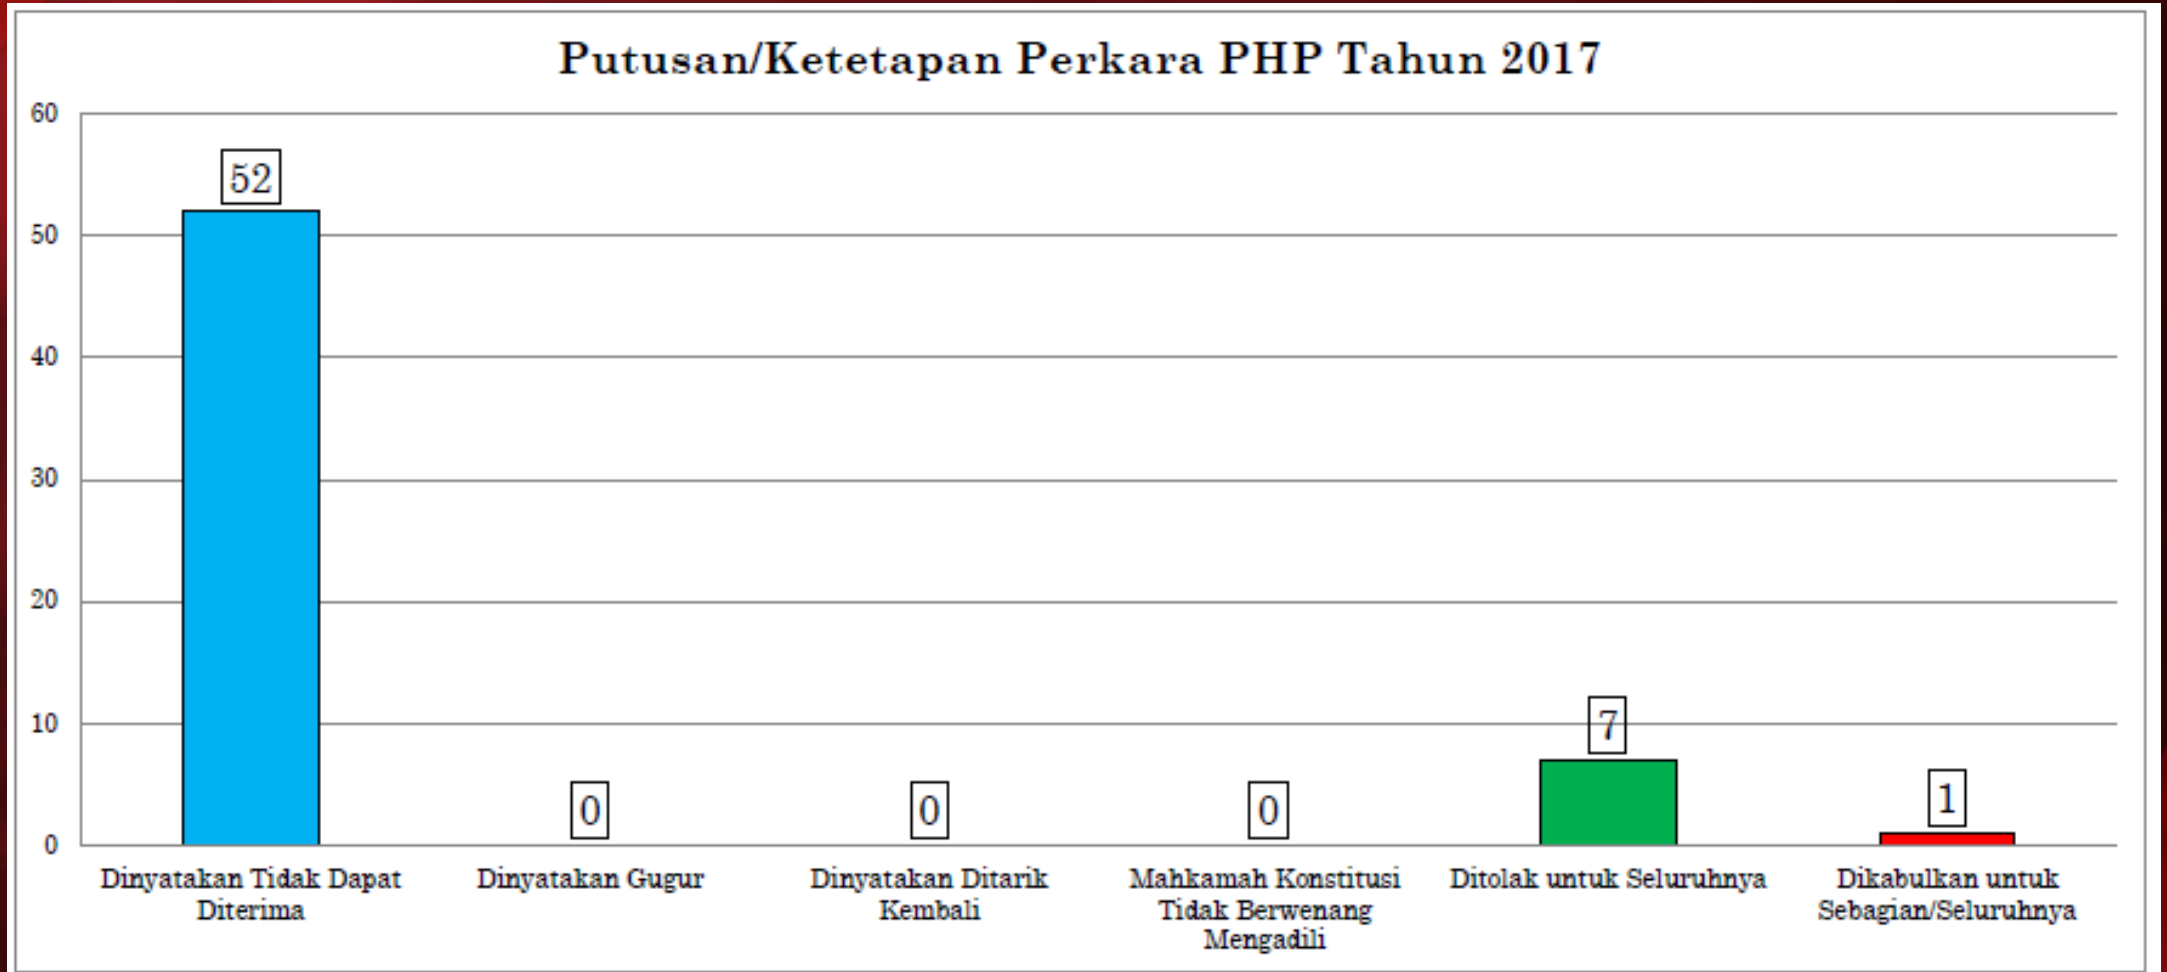 Putusan/Ketetapan Perkara PHP Tahun 2017
60
50
40
30
20
10
0
52
0
0
0
7
1
Dinyatakan Tidak Dapat
Diterima
Dinyatakan Gugur
Dinyatakan Ditarik
Kembali
Mahkamah Konstitusi
Tidak Berwenang
Mengadili
Ditolak untuk Seluruhnya
Dikabulkan untuk
Sebagian/Seluruhnya